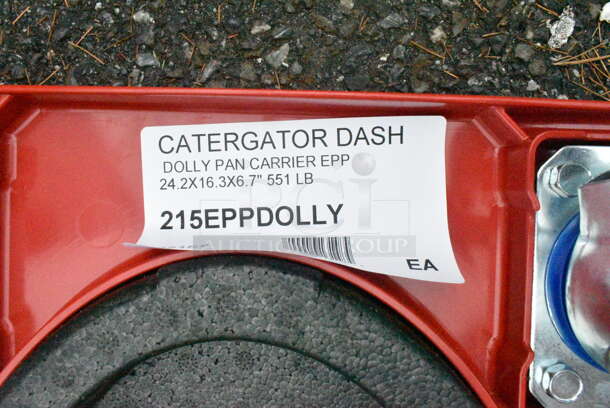 CATERGATOR DASH
DOLLY PAN CARRIER EPP
24.2X16.3X6.7" 551 LB
215EPPDOLLY
EA